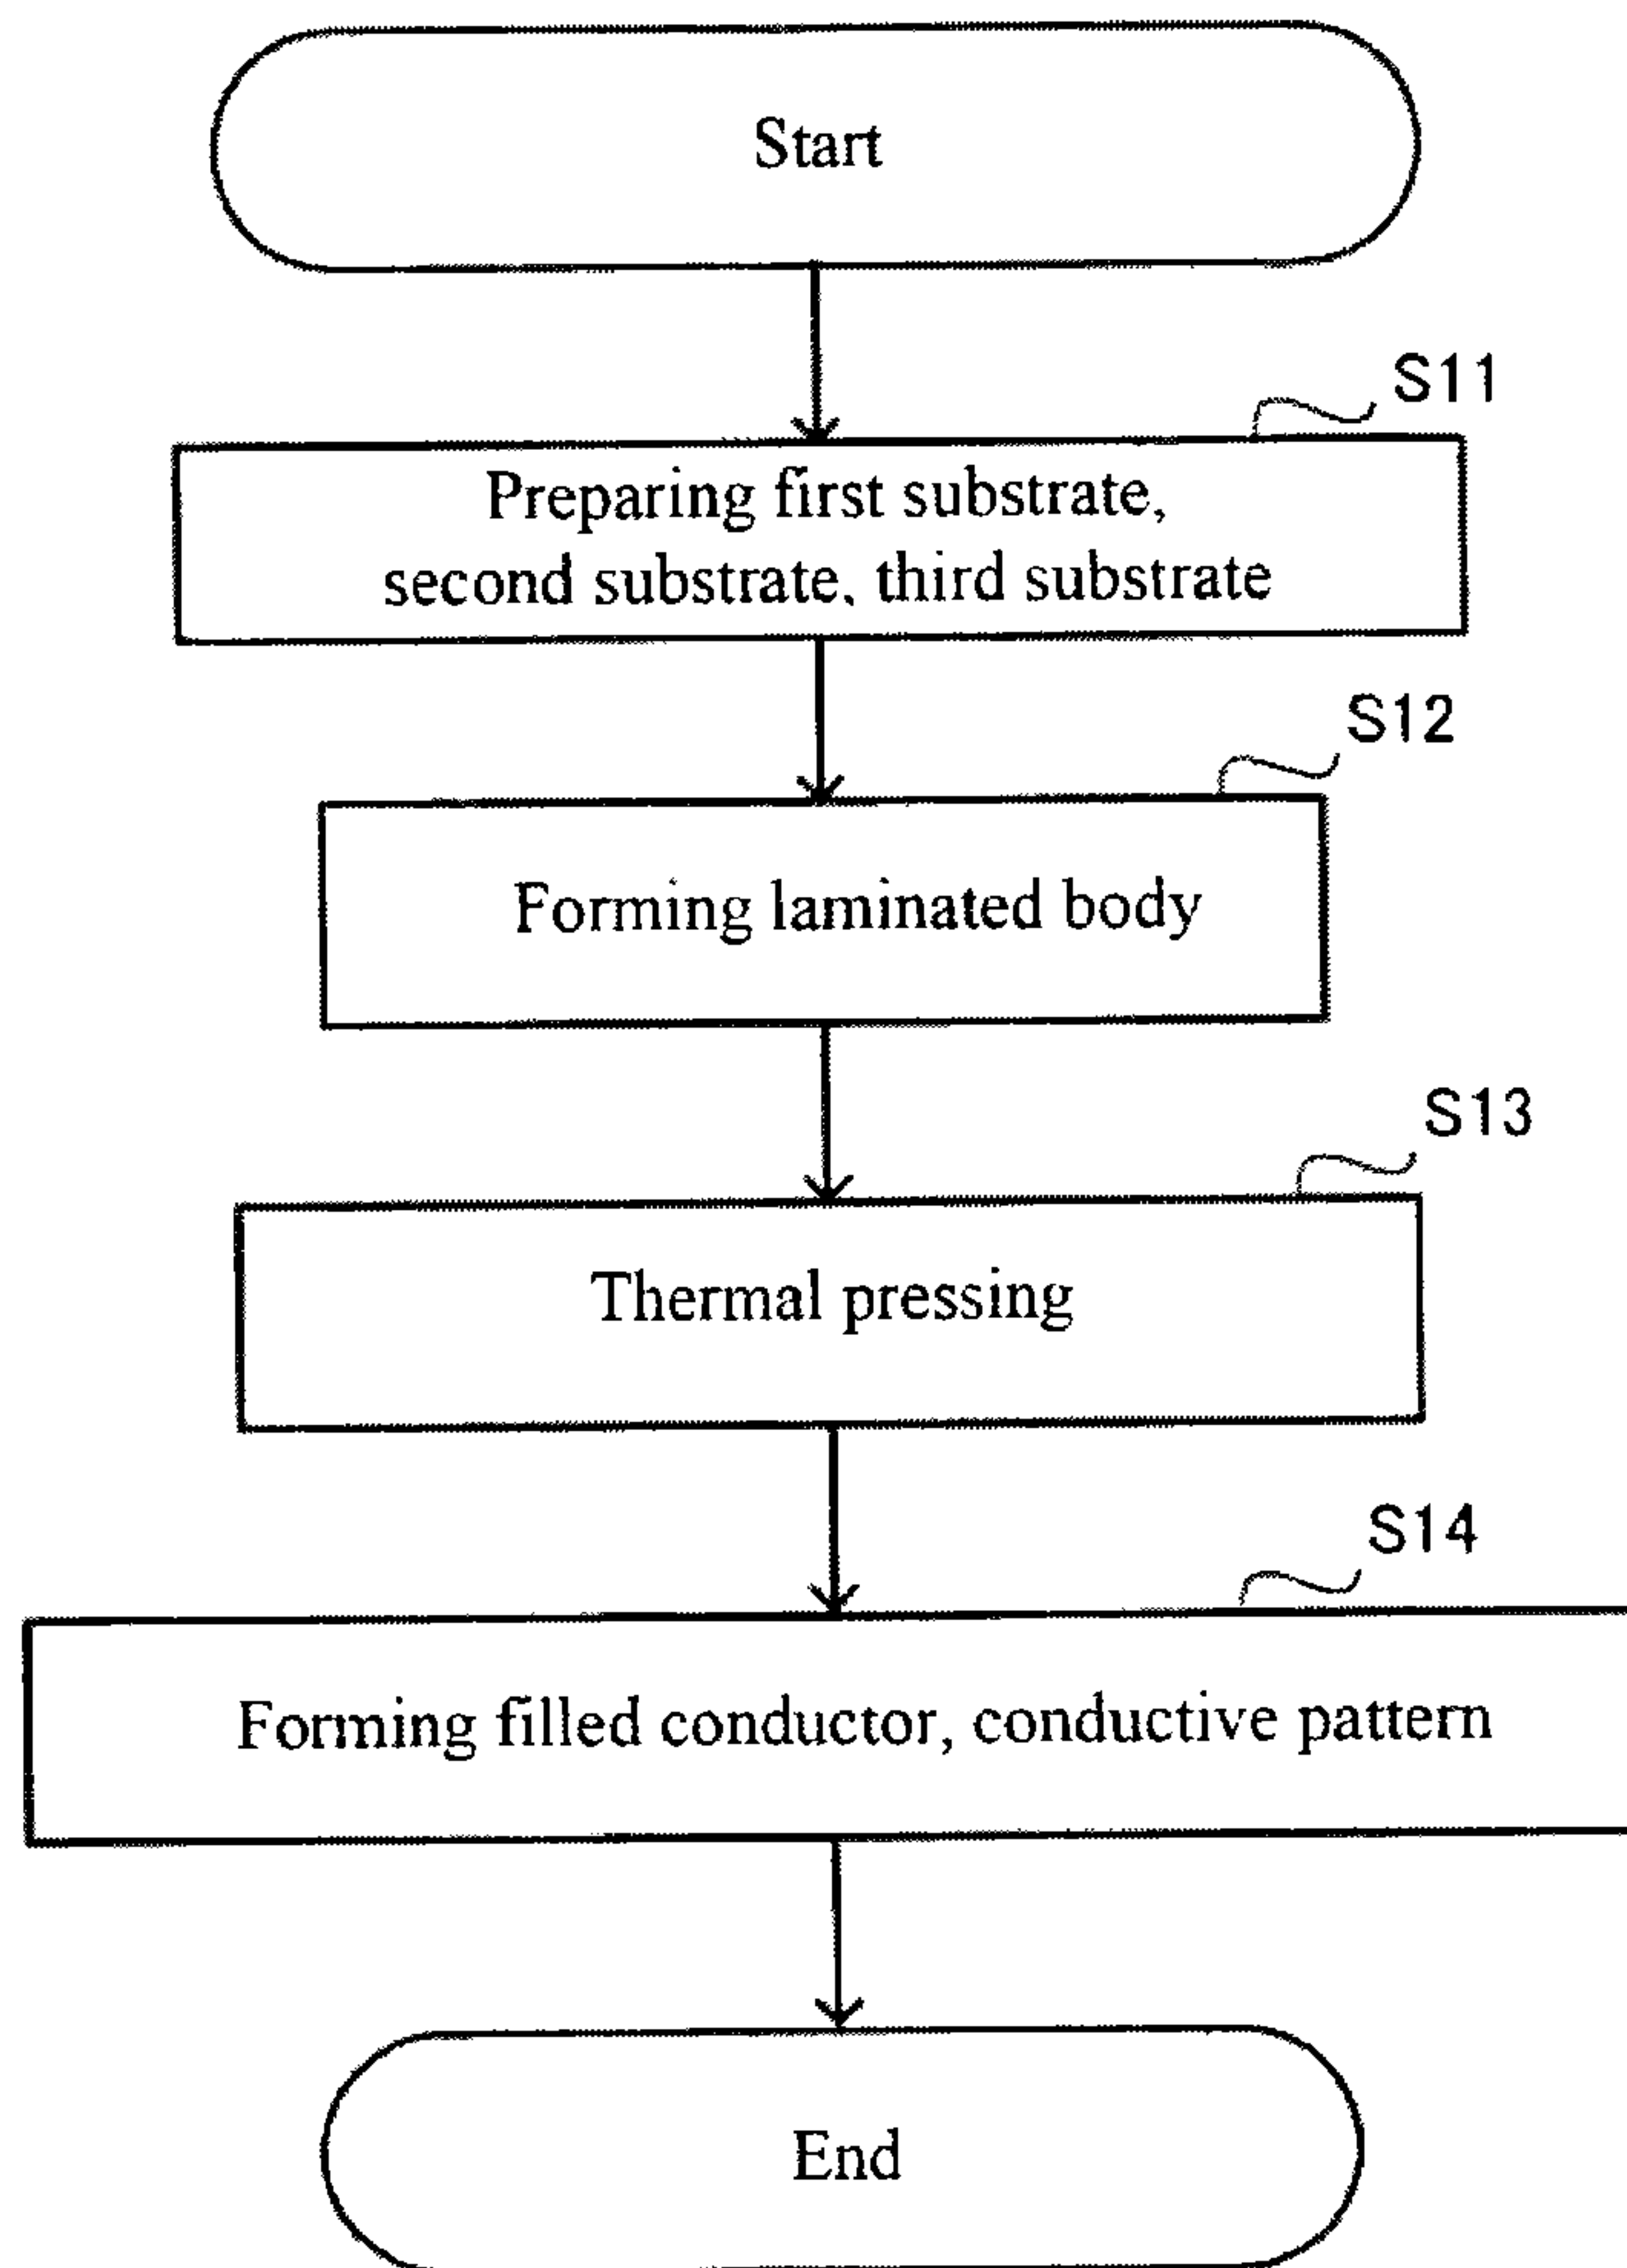 Start
S11
Preparing first substrate,
second substrate, third substrate
S12
Forming laminated body
S13
Thermal pressing
S14
Forming filled conductor, conductive pattern
End